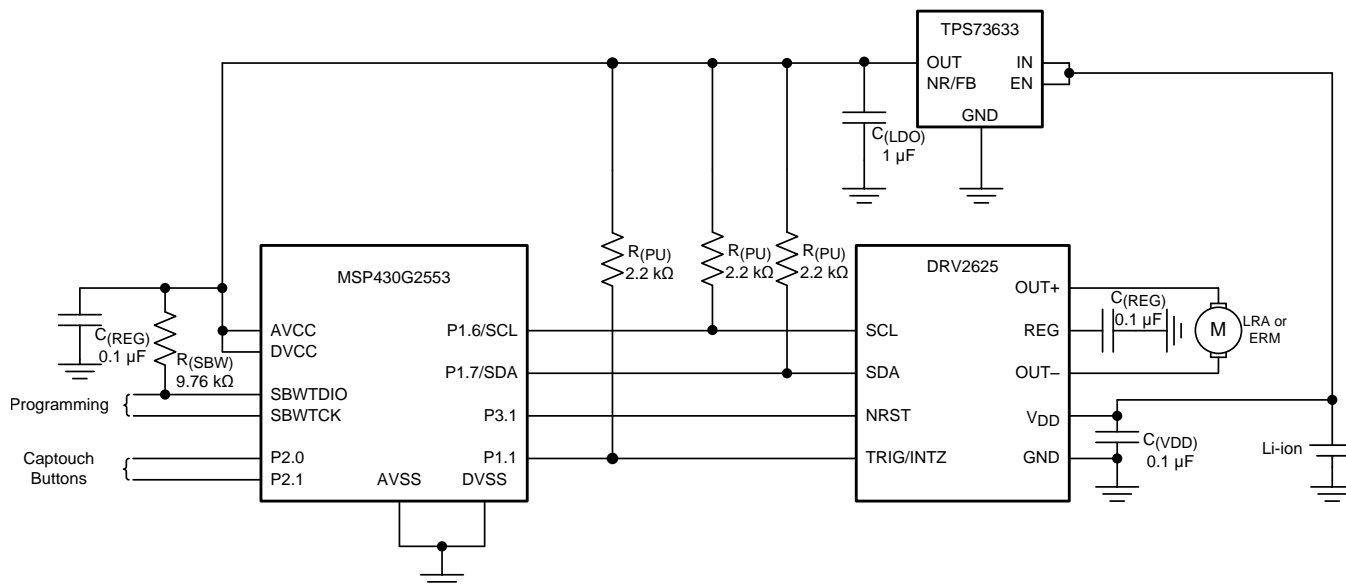 TPS73633
OUT
IN
NR/FB
EN
GND
C(LDO)
1 µF
R(PU)
2.2 kΩ
R(PU)
2.2 kΩ
R(PU)
2.2 kΩ
MSP430G2553
AVCC
DVCC
SBWTDIO
SBWTCK
P2.0
P2.1
AVSS
DVSS
P1.6/SCL
P1.7/SDA
P3.1
P1.1
C(REG)
0.1 µF
R(SBW)
9.76 kΩ
Programming
Captouch
Buttons
DRV2625
SCL
SDA
NRST
TRIG/INTZ
OUT+
REG
OUT–
VDD
GND
C(REG)
0.1 µF
M
LRA or
ERM
C(VDD)
0.1 µF
Li-ion